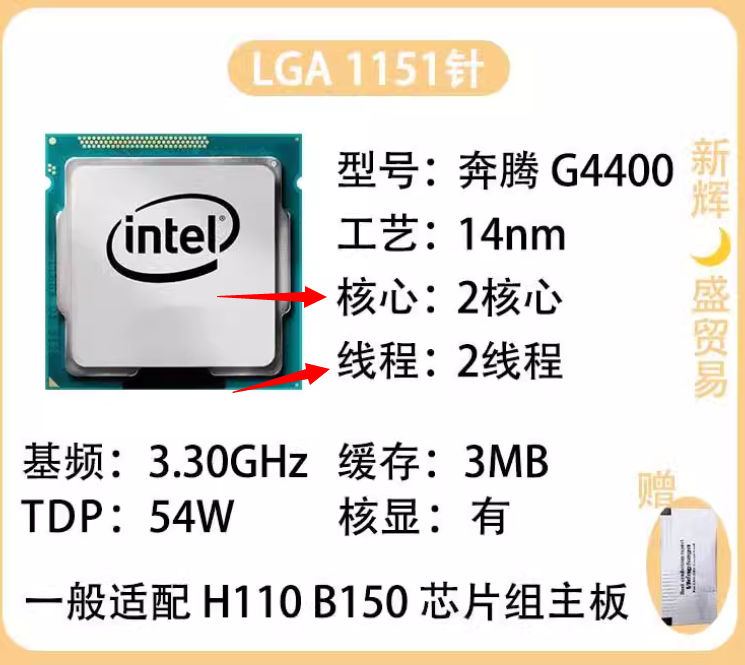 LGA 1151针
intel
型号：奔腾 G4400
工艺：14nm
核心：2核心
线程：2线程
基频：3.30GHz 缓存：3MB
TDP：54W 核显：有
一般适配 H110 B150 芯片组主板
新辉
盛贸易
赠